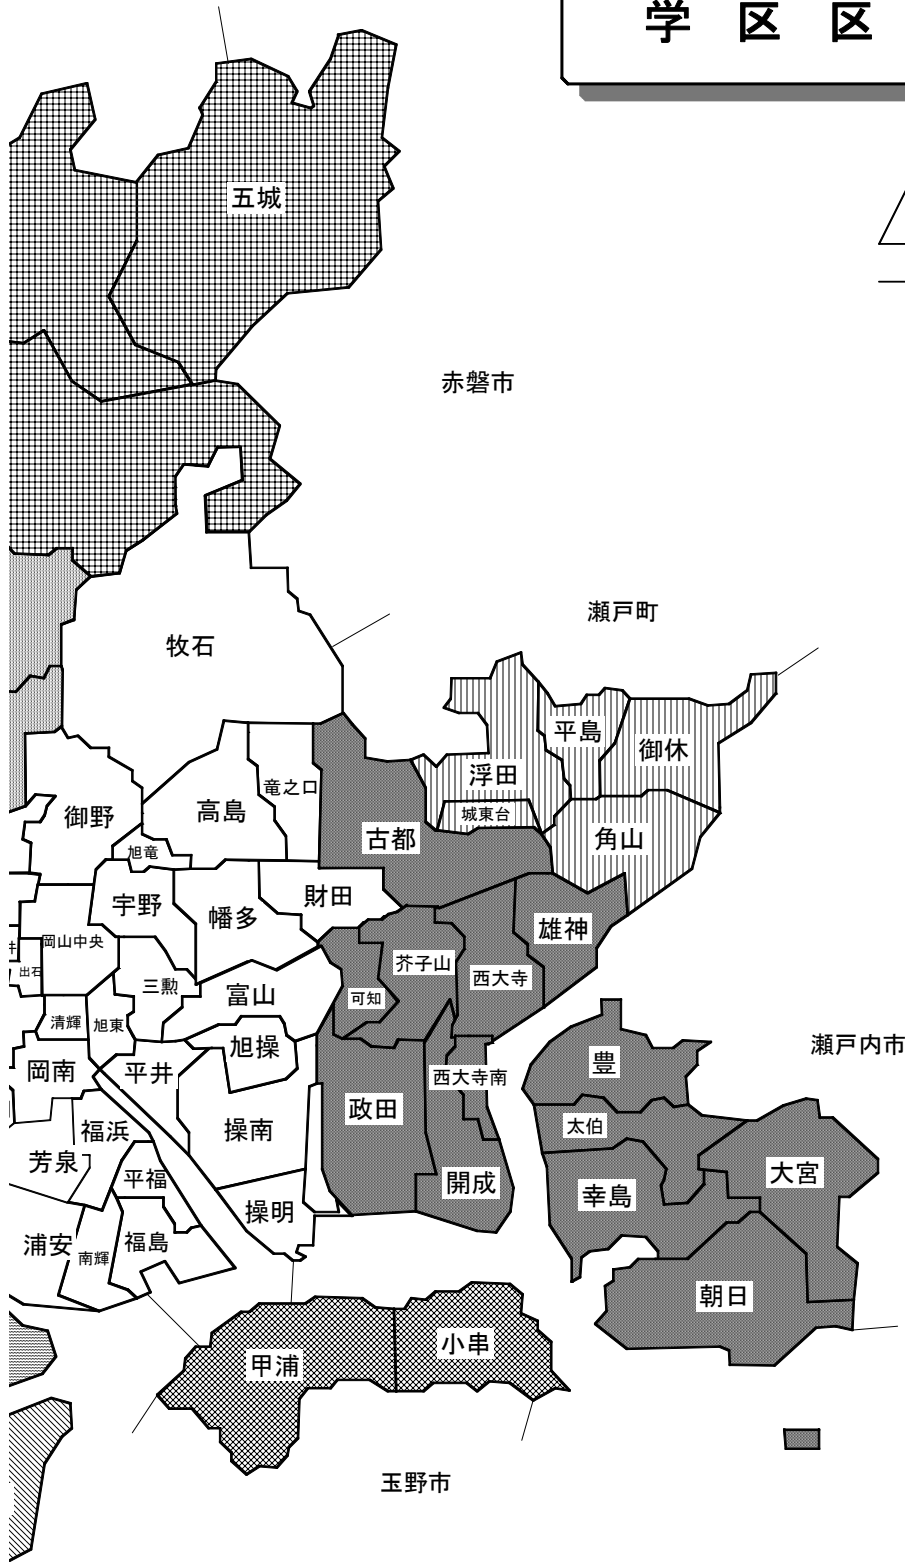 学区区
五城
赤磐市
瀬戸町
牧石
平島
御休
浮田
竜之口
高島
御野
城東台
古都
角山
旭竜
財田
宇野
幡多
雄神
岡山中央
井
芥子山
出石
西大寺
三勲
富山
可知
清輝
旭東
旭操
瀬戸内市
豊
岡南
平井
西大寺南
政田
太伯
福浜
操南
芳泉
大宮
平福
開成
幸島
操明
浦安
福島
南輝
朝日
小串
甲浦
玉野市